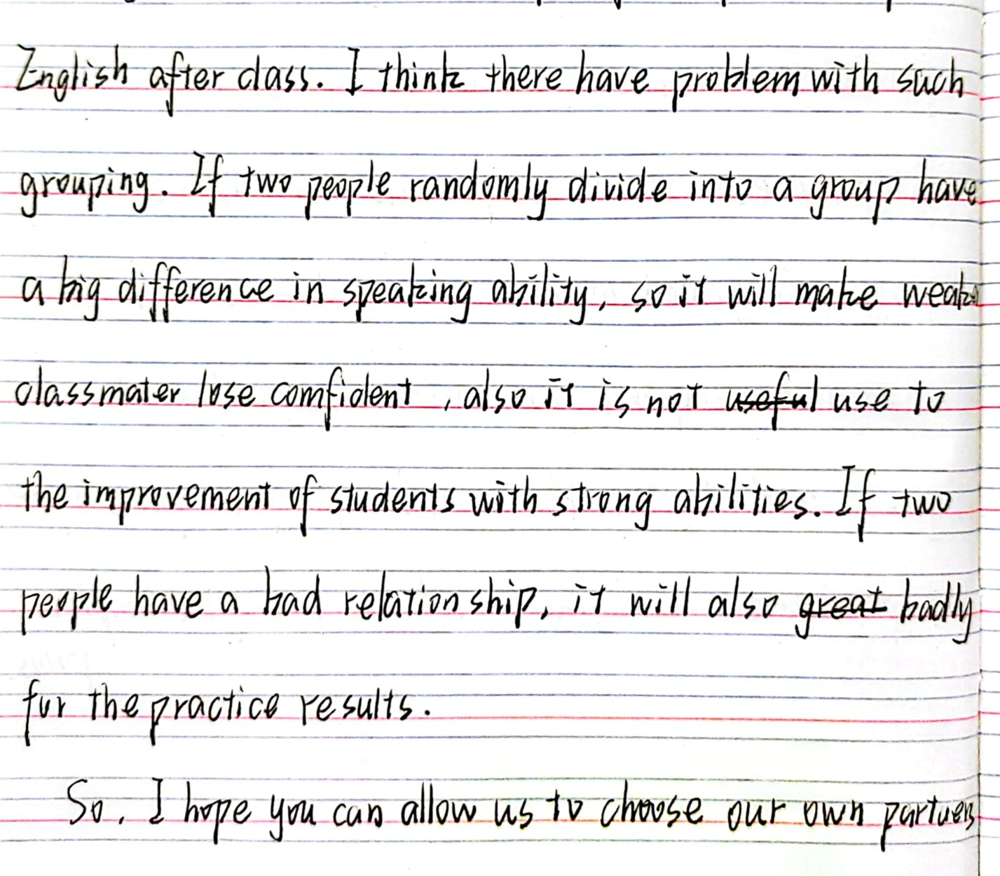 English after class. I think there have problem with such
grouping. If two people randomly divide into a group have
a big difference in speaking ability, so it will make weak
classmater lose comfident, also it is not useful use to
the improvement of students with strong abilities. If two
people have a bad relationship, it will also great badly
for the practice results.
So, I hope you can allow us to choose our own partners